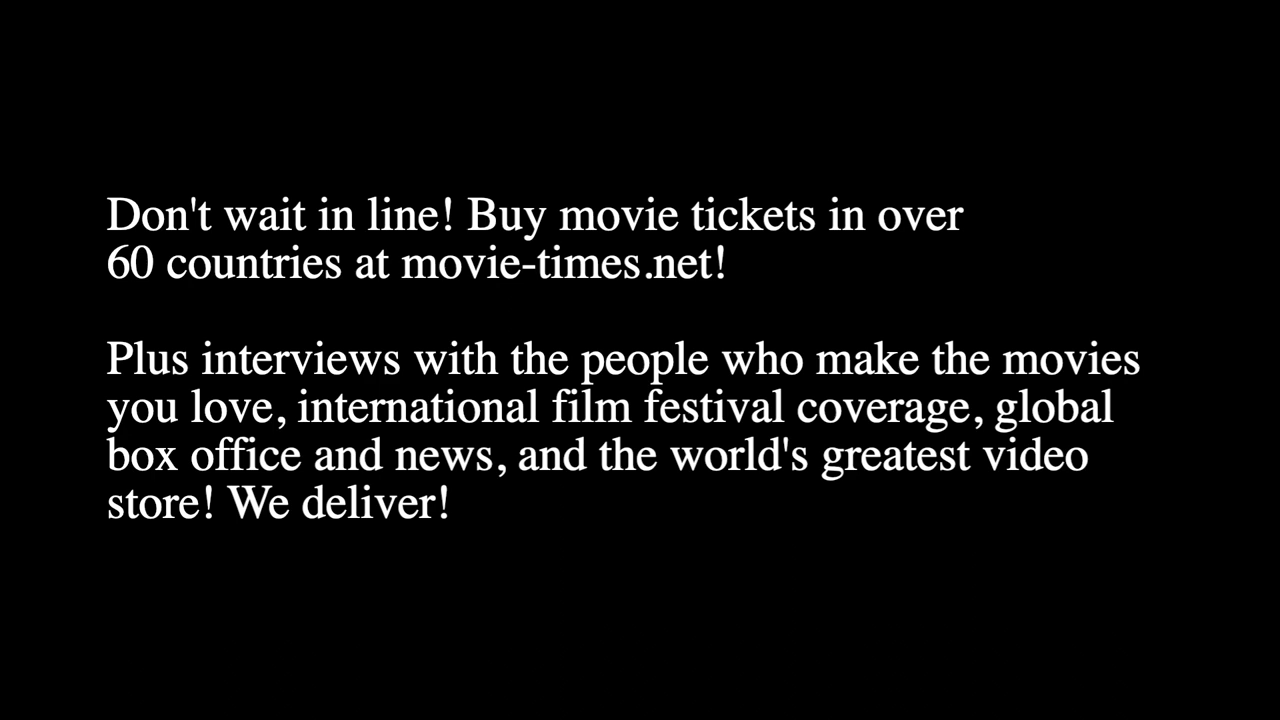 Don't wait in line! Buy movie tickets in over
60 countries at movie-times.net!
Plus interviews with the people who make the movies
you love, international film festival coverage, global
box office and news, and the world's greatest video
store! We deliver!